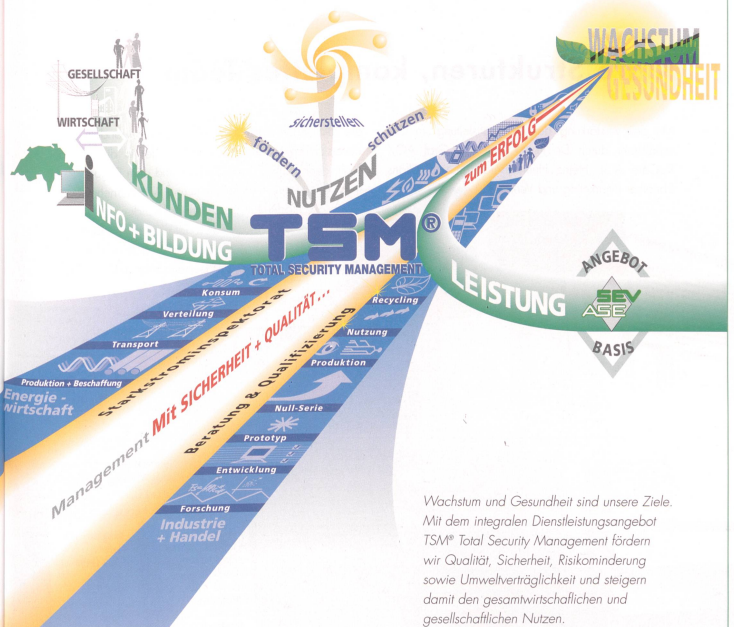 WACHSTUM
GESUNDHEIT
GESELLSCHAFT
WIRTSCHAFT
sicherstellen
fördern
schützen
NUTZEN
KUNDEN
INFO + BILDUNG
TSM®
TOTAL SECURITY MANAGEMENT
zum ERFOLG
LEISTUNG
ANGEBOT
SEV
ASE
BASIS
Konsum
Verteilung
Transport
Produktion + Beschaffung
Energie -
wirtschaft
Starkstrominspektorat
Management Mit SICHERHEIT + QUALITÄT...
Beratung & Qualifizierung
Recycling
Nutzung
Produktion
Null-Serie
Prototyp
Entwicklung
Forschung
Industrie
+ Handel
Wachstum und Gesundheit sind unsere Ziele.
Mit dem integralen Dienstleistungsangebot
TSM® Total Security Management fördern
wir Qualität, Sicherheit, Risikominderung
sowie Umweltverträglichkeit und steigern
damit den gesamtwirtschaflichen und
gesellschaftlichen Nutzen.